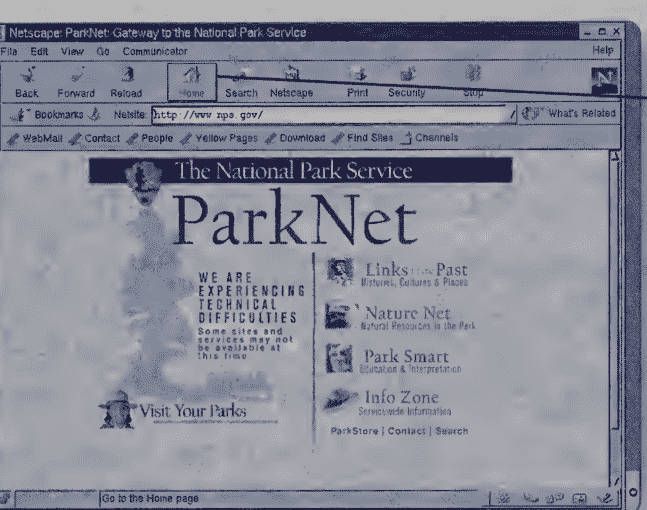 Netscape: ParkNet: Gateway to the National Park Service
File Edit View Go Communicator Help
Back Forward Reload Home Search Netscape Print Security Stop
N
Bookmarks Netsite: http://www.nps.gov/ What's Related
WebMail Contact People Yellow Pages Download Find Sites Channels
The National Park Service
ParkNet
WE ARE
EXPERIENCING
TECHNICAL
DIFFICULTIES
Some sites and
services may not
be available at
this time
Visit Your Parks
Links to the Past
Histories, Cultures & Places
Nature Net
Natural Resources in the Park
Park Smart
Education & Interpretation
Info Zone
Servicewide Information
ParkStore | Contact | Search
Go to the Home page